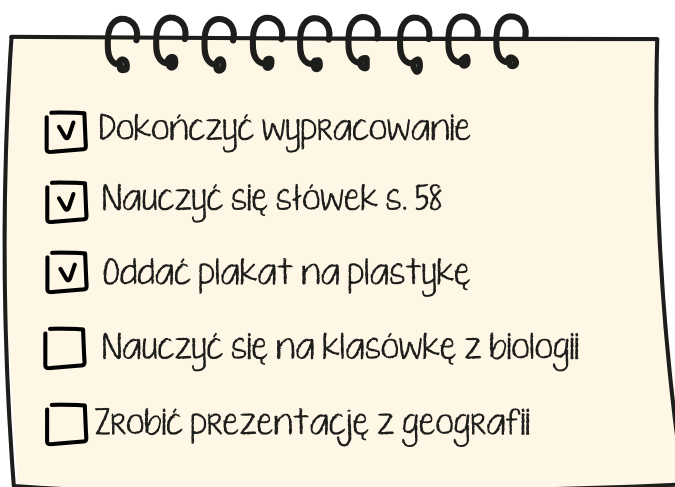 Dokończyć wypracowanie
Nauczyć się słówek s. 58
Oddać plakat na plastykę
Nauczyć się na klasówkę z biologii
Zrobić prezentację z geografii